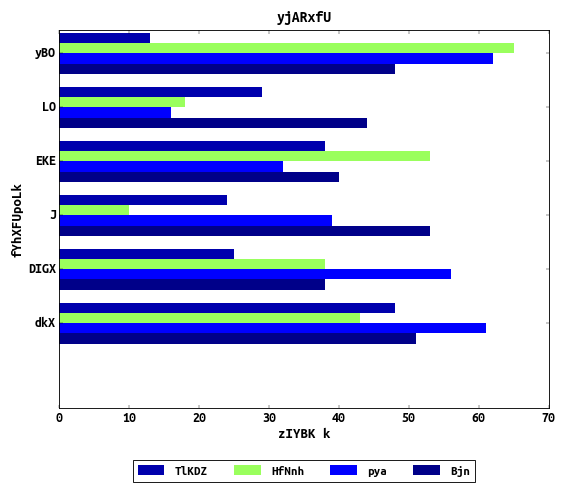 yjARxfU
fYhXFUpoLk
yBO
LO
EKE
J
DIGX
dkX
0 10 20 30 40 50 60 70
zIYBK k
TlKDZ HfNnh pya Bjn